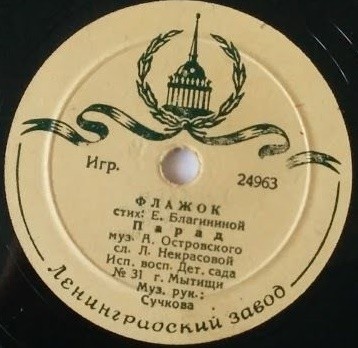 Игр.
24963
ФЛАЖОК
стих: Е. Благининой
Парад
муз. А. Островского
сл. Л. Некрасовой
Исп. восп. Дет. сада
№ 31 г. Мытищи
Муз. рук.:
Сучкова
Ленинградский завод